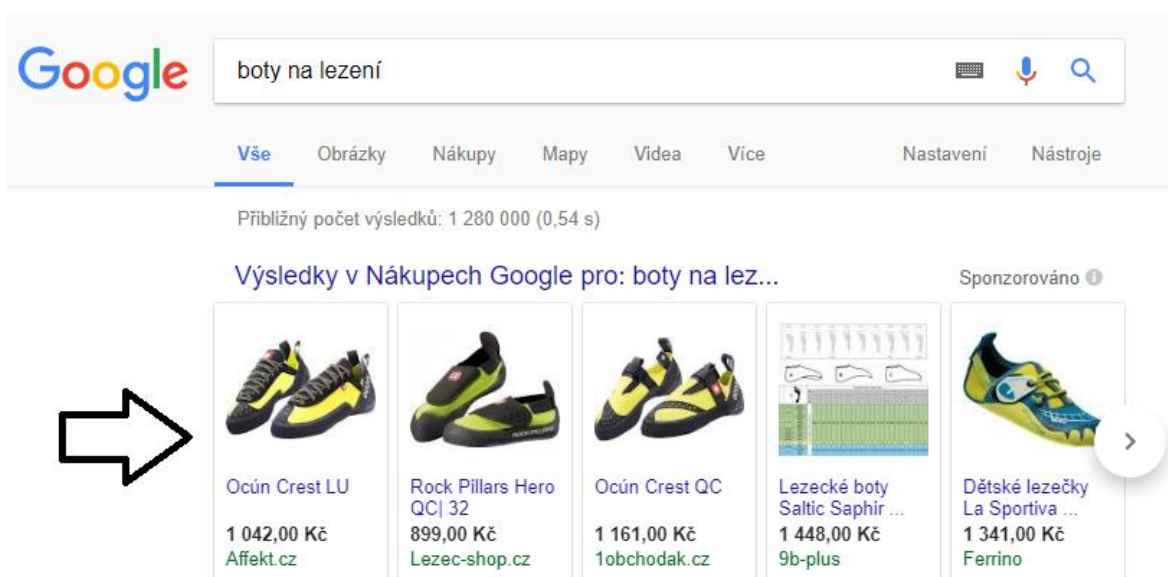 Google
boty na lezení
Vše Obrázky Nákupy Mapy Videa Více Nastavení Nástroje
Přibližný počet výsledků: 1 280 000 (0,54 s)
Výsledky v Nákupech Google pro: boty na lez...
Sponzorováno
Ocún Crest LU
1 042,00 Kč
Affekt.cz
Rock Pillars Hero
QC| 32
899,00 Kč
Lezec-shop.cz
Ocún Crest QC
1 161,00 Kč
1obchodak.cz
Lezecké boty
Saltic Saphir ...
1 448,00 Kč
9b-plus
Dětské lezečky
La Sportiva ...
1 341,00 Kč
Ferrino